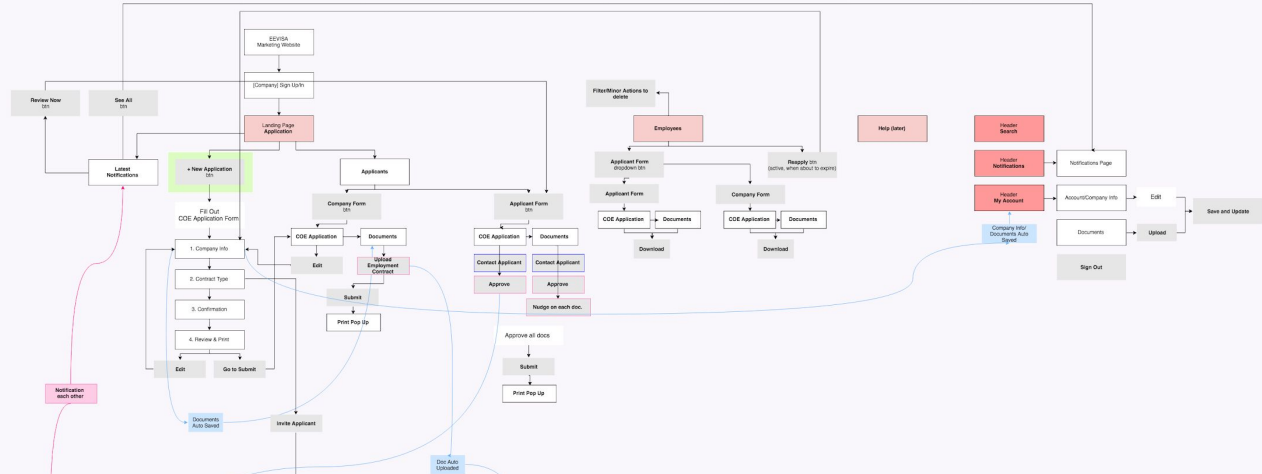 EEVISA
Marketing Website
[Company] Sign Up/In
Review Now
btn
See All
btn
Landing Page
Application
Latest
Notifications
+ New Application
btn
Applicants
Fill Out
COE Application Form
Company Form
btn
Applicant Form
btn
1. Company Info
COE Application
Documents
COE Application
Documents
Edit
Upload
Employment
Contract
Contact Applicant
Contact Applicant
2. Contract Type
Approve
Approve
Submit
3. Confirmation
Nudge on each doc.
Print Pop Up
4. Review & Print
Approve all docs
Edit
Go to Submit
Submit
Print Pop Up
Notification
each other
Documents
Auto Saved
Invite Applicant
Doc Auto
Uploaded
Filter/Minor Actions to
delete
Employees
Applicant Form
dropdown btn
Reapply btn
(active, when about to expire)
Applicant Form
Company Form
COE Application
Documents
COE Application
Documents
Download
Download
Help (later)
Header
Search
Header
Notifications
Notifications Page
Header
My Account
Account/Company Info
Edit
Save and Update
Company Info/
Documents Auto
Saved
Documents
Upload
Sign Out